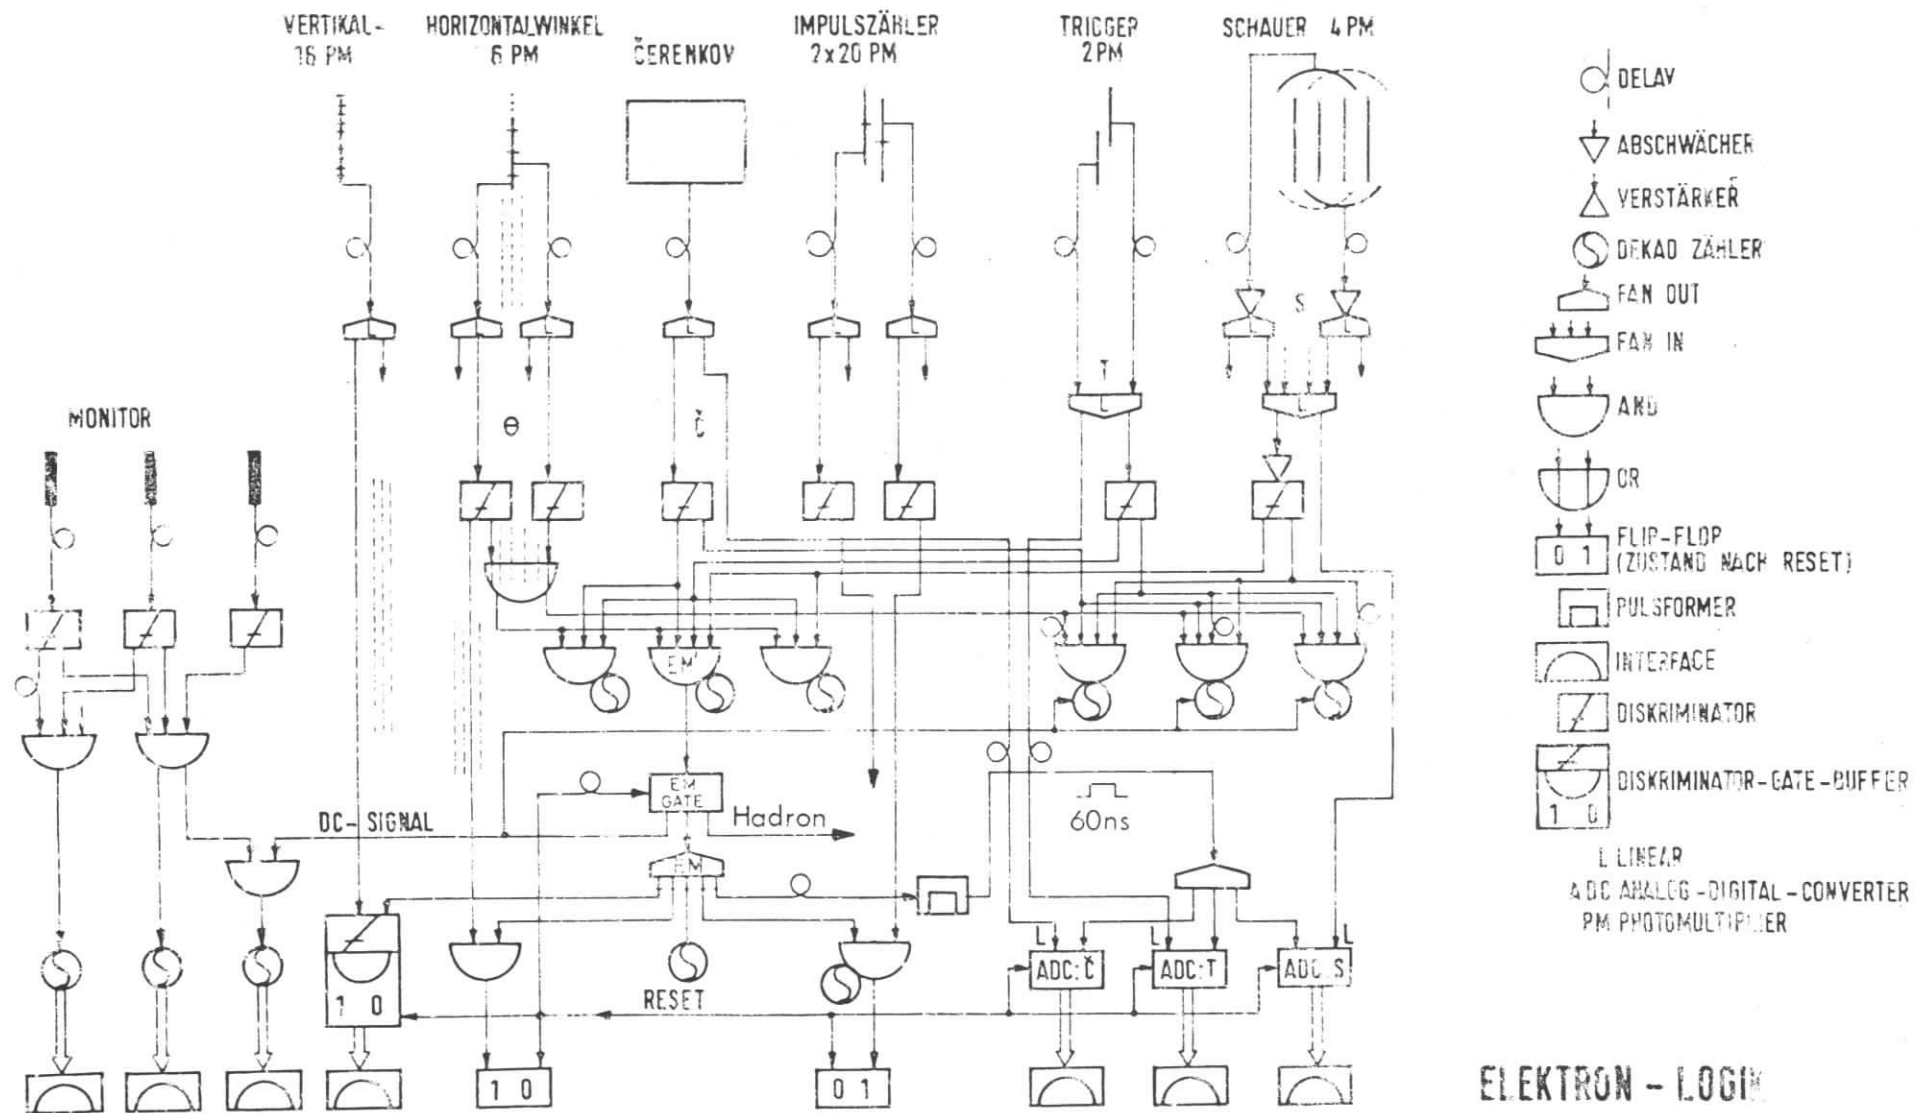 VERTIKAL-
16 PM
HORIZONTALWINKEL
6 PM
ČERENKOV
IMPULSZÄHLER
2x20 PM
TRIGGER
2PM
SCHAUER 4PM
DELAY
ABSCHWÄCHER
VERSTÄRKER
DEKAD ZÄHLER
FAN OUT
FAN IN
AND
OR
0 1
FLIP-FLOP
(ZUSTAND NACH RESET)
PULSFORMER
INTERFACE
DISKRIMINATOR
DISKRIMINATOR-GATE-BUFFER
1 0
L LINEAR
ADC ANALOG-DIGITAL-CONVERTER
PM PHOTOMULTIPLIER
S
L L L L L L L L
T
L L
MONITOR
Θ
Č
EM'
EM
GATE
DC-SIGNAL
Hadron
60ns
EM
L L L
ADC:Č
ADC:T
ADC:S
1 0
RESET
1 0
0 1
ELEKTRON - LOGIK